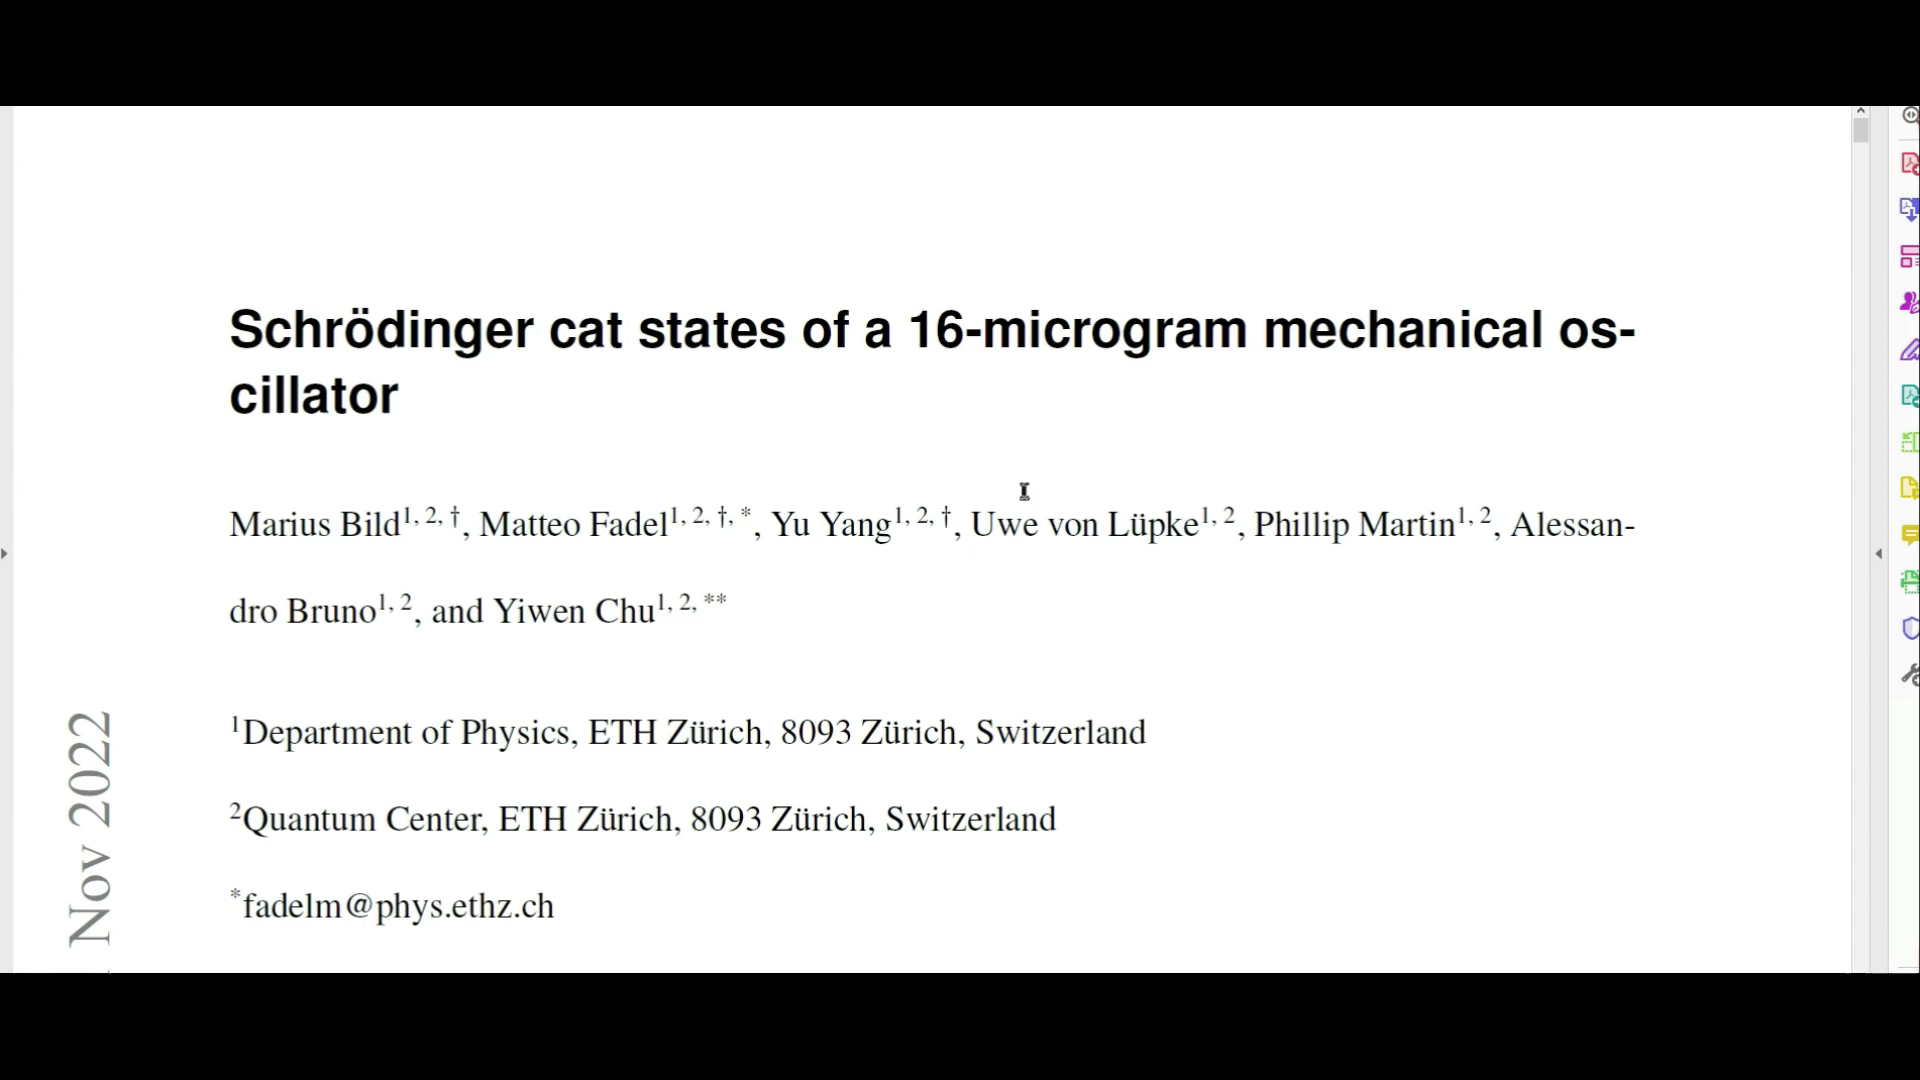 Schrödinger cat states of a 16-microgram mechanical os-
cillator
Marius Bild1, 2, †, Matteo Fadel1, 2, †, *, Yu Yang1, 2, †, Uwe von Lüpke1, 2, Phillip Martin1, 2, Alessan-
dro Bruno1, 2, and Yiwen Chu1, 2, **
1Department of Physics, ETH Zürich, 8093 Zürich, Switzerland
2Quantum Center, ETH Zürich, 8093 Zürich, Switzerland
*fadelm@phys.ethz.ch
Nov 2022